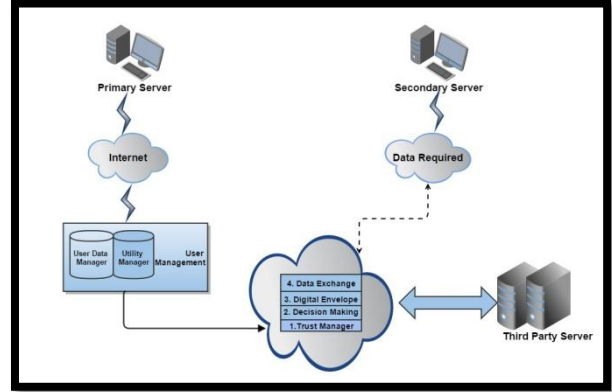 Primary Server
Secondary Server
Internet
Data Required
User Data
Manager
Utility
Manager
User
Management
4. Data Exchange
3. Digital Envelope
2. Decision Making
1.Trust Manager
Third Party Server